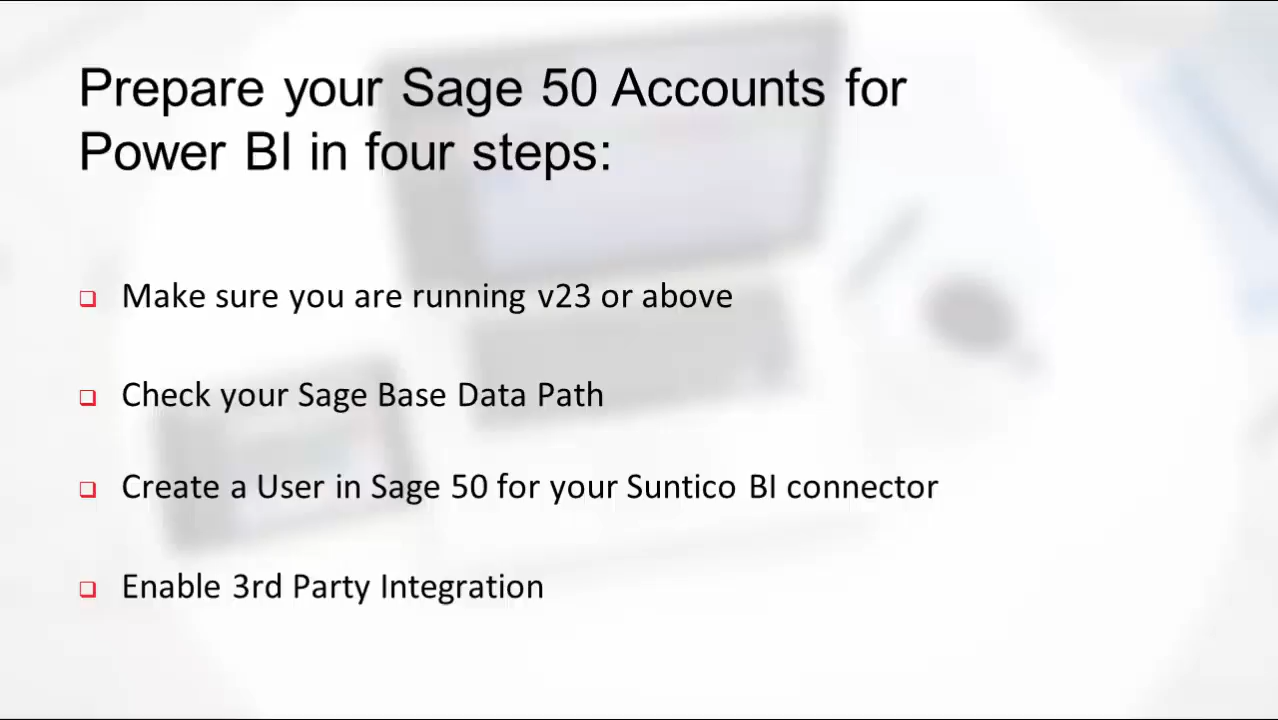 Prepare your Sage 50 Accounts for
Power BI in four steps:
Make sure you are running v23 or above
Check your Sage Base Data Path
Create a User in Sage 50 for your Suntico BI connector
Enable 3rd Party Integration